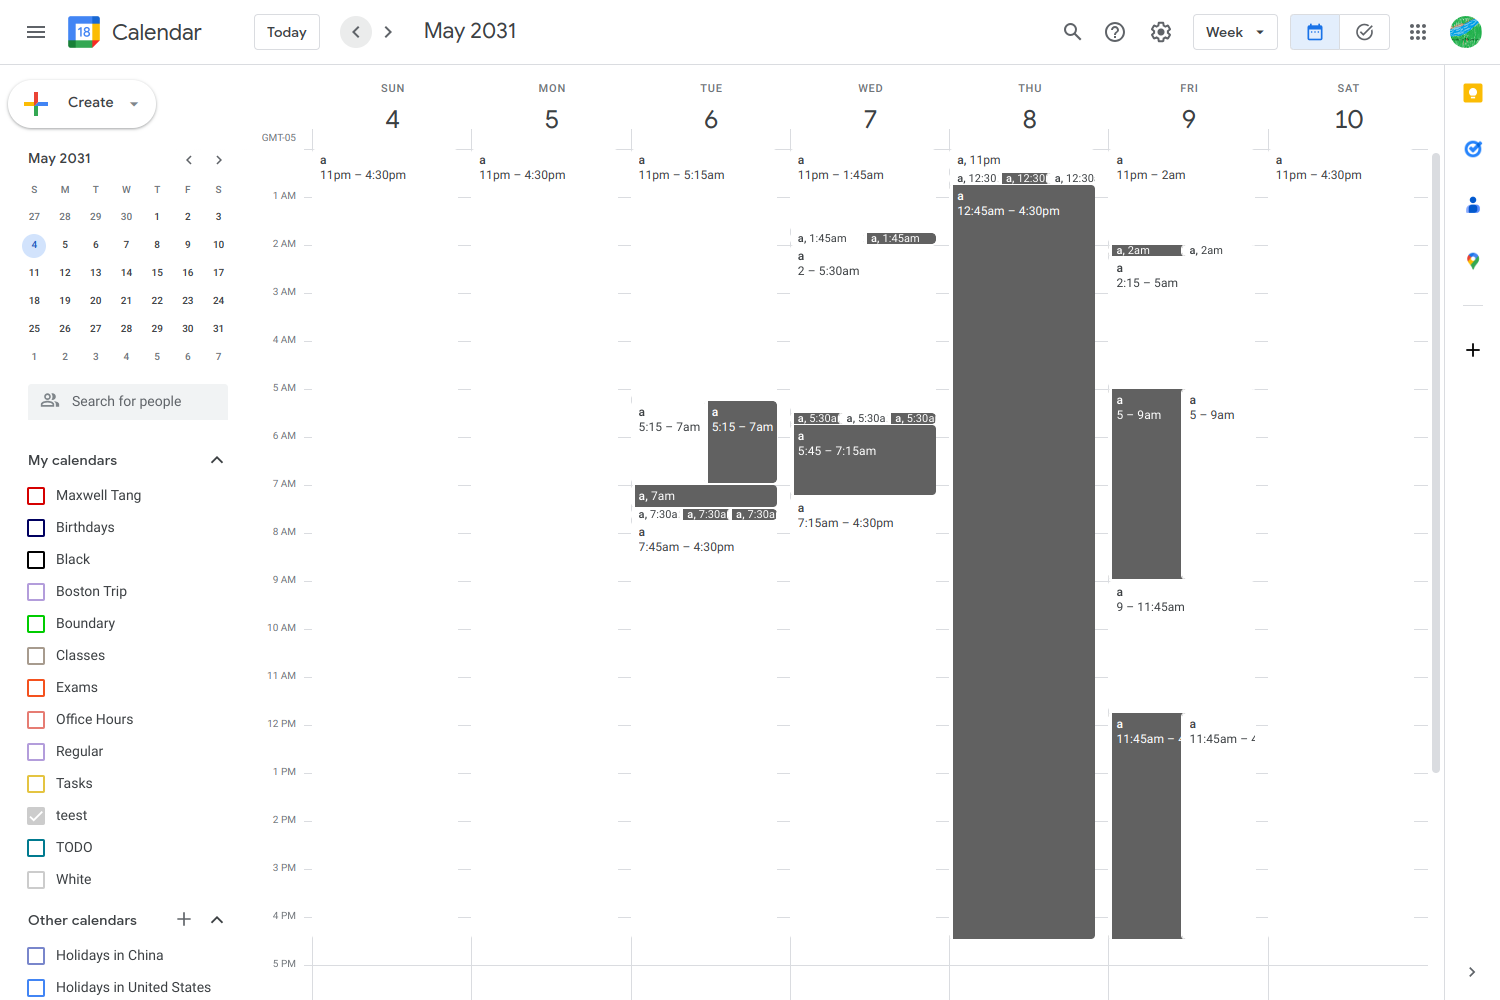 18 Calendar Today May 2031 Week
Create
May 2031
S M T W T F S
27 28 29 30 1 2 3
4 5 6 7 8 9 10
11 12 13 14 15 16 17
18 19 20 21 22 23 24
25 26 27 28 29 30 31
1 2 3 4 5 6 7
Search for people
My calendars
Maxwell Tang
Birthdays
Black
Boston Trip
Boundary
Classes
Exams
Office Hours
Regular
Tasks
teest
TODO
White
Other calendars
Holidays in China
Holidays in United States
SUN MON TUE WED THU FRI SAT
4 5 6 7 8 9 10
GMT-05
1 AM
2 AM
3 AM
4 AM
5 AM
6 AM
7 AM
8 AM
9 AM
10 AM
11 AM
12 PM
1 PM
2 PM
3 PM
4 PM
5 PM
a
11pm – 4:30pm
a
11pm – 4:30pm
a
11pm – 5:15am
a
5:15 – 7am
a
5:15 – 7am
a, 7am
a, 7:30a a, 7:30a a, 7:30a
a
7:45am – 4:30pm
a
11pm – 1:45am
a, 1:45am a, 1:45am
a
2 – 5:30am
a, 5:30a a, 5:30a a, 5:30a
a
5:45 – 7:15am
a
7:15am – 4:30pm
a, 11pm
a, 12:30 a, 12:30 a, 12:30
a
12:45am – 4:30pm
a
11pm – 2am
a, 2am a, 2am
a
2:15 – 5am
a
5 – 9am
a
5 – 9am
a
9 – 11:45am
a
11:45am – 4
a
11:45am – 4
a
11pm – 4:30pm